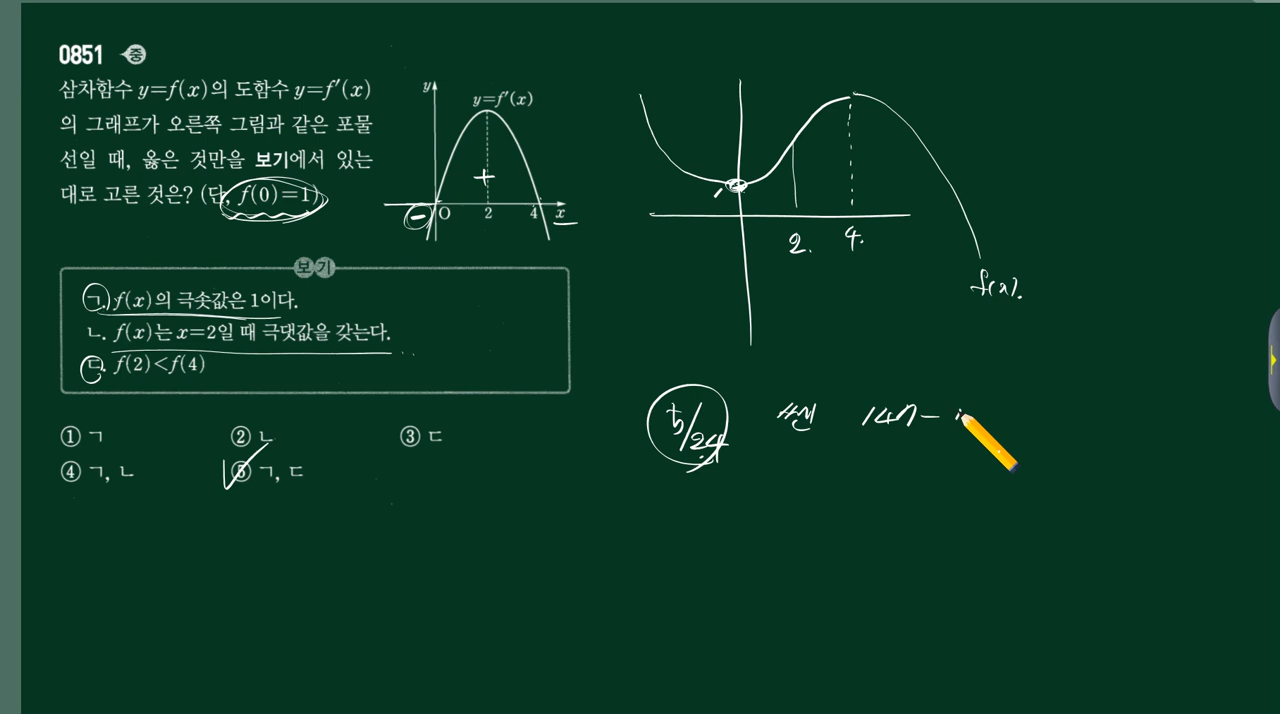 0851 중
삼차함수 y=f(x)의 도함수 y=f′(x)
의 그래프가 오른쪽 그림과 같은 포물
선일 때, 옳은 것만을 보기에서 있는
대로 고른 것은? (단, f(0)=1)
y
y=f′(x)
+
−
O 2 4 x
보기
ㄱ. f(x)의 극솟값은 1이다.
ㄴ. f(x)는 x=2일 때 극댓값을 갖는다.
ㄷ. f(2)<f(4)
① ㄱ ② ㄴ ③ ㄷ
④ ㄱ, ㄴ ⑤ ㄱ, ㄷ
2. 4.
f(x).
5/24 쎈